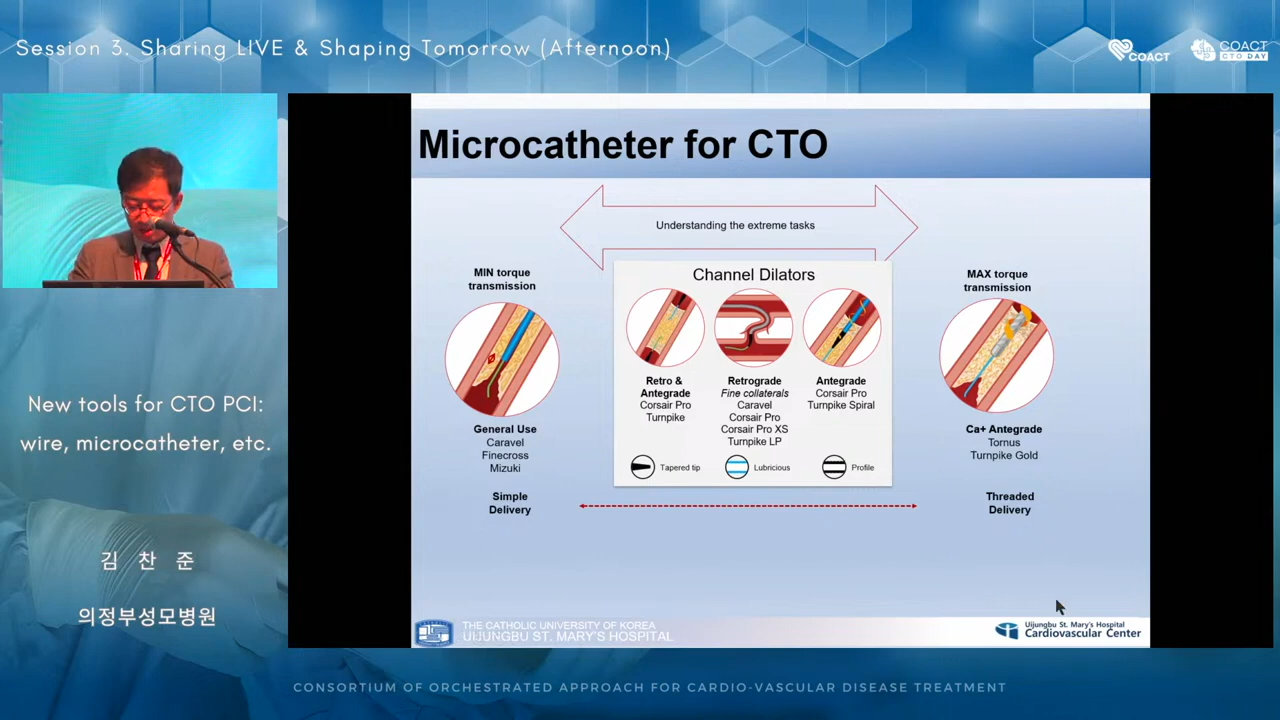 Session 3. Sharing LIVE & Shaping Tomorrow (Afternoon)
COACT
COACT
CTO DAY
Microcatheter for CTO
Understanding the extreme tasks
MIN torque
transmission
General Use
Caravel
Finecross
Mizuki
Simple
Delivery
Channel Dilators
Retro &
Antegrade
Corsair Pro
Turnpike
Retrograde
Fine collaterals
Caravel
Corsair Pro
Corsair Pro XS
Turnpike LP
Antegrade
Corsair Pro
Turnpike Spiral
Tapered tip
Lubricious
Profile
MAX torque
transmission
Ca+ Antegrade
Tornus
Turnpike Gold
Threaded
Delivery
New tools for CTO PCI:
wire, microcatheter, etc.
김 찬 준
의정부성모병원
THE CATHOLIC UNIVERSITY OF KOREA
UIJUNGBU ST. MARY'S HOSPITAL
Uijungbu St. Mary's Hospital
Cardiovascular Center
CONSORTIUM OF ORCHESTRATED APPROACH FOR CARDIO-VASCULAR DISEASE TREATMENT